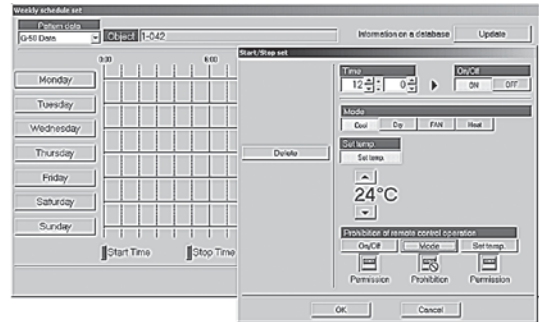 Weekly schedule set
Pattern data
G-50 Data
Object 1-042
Information on a database
Update
0:00 6:00
Monday
Tuesday
Wednesday
Thursday
Friday
Saturday
Sunday
Start Time Stop Time
Start/Stop set
Time
12 : 0
On/Off
ON OFF
Mode
Cool Dry FAN Heat
Delete
Set temp.
Set temp.
24°C
Prohibition of remote control operation
On/Off Mode Set temp.
Permission Prohibition Permission
OK Cancel